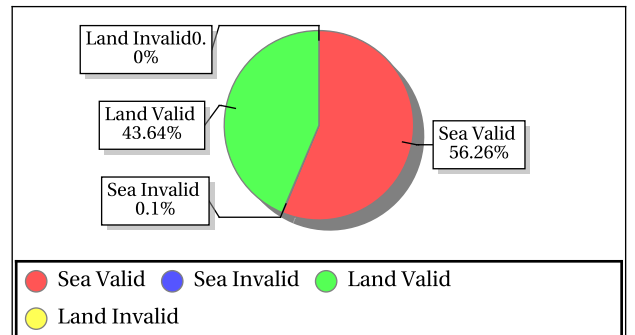 Land Invalid0.
0%
Land Valid
43.64%
Sea Valid
56.26%
Sea Invalid
0.1%
Sea Valid Sea Invalid Land Valid
Land Invalid